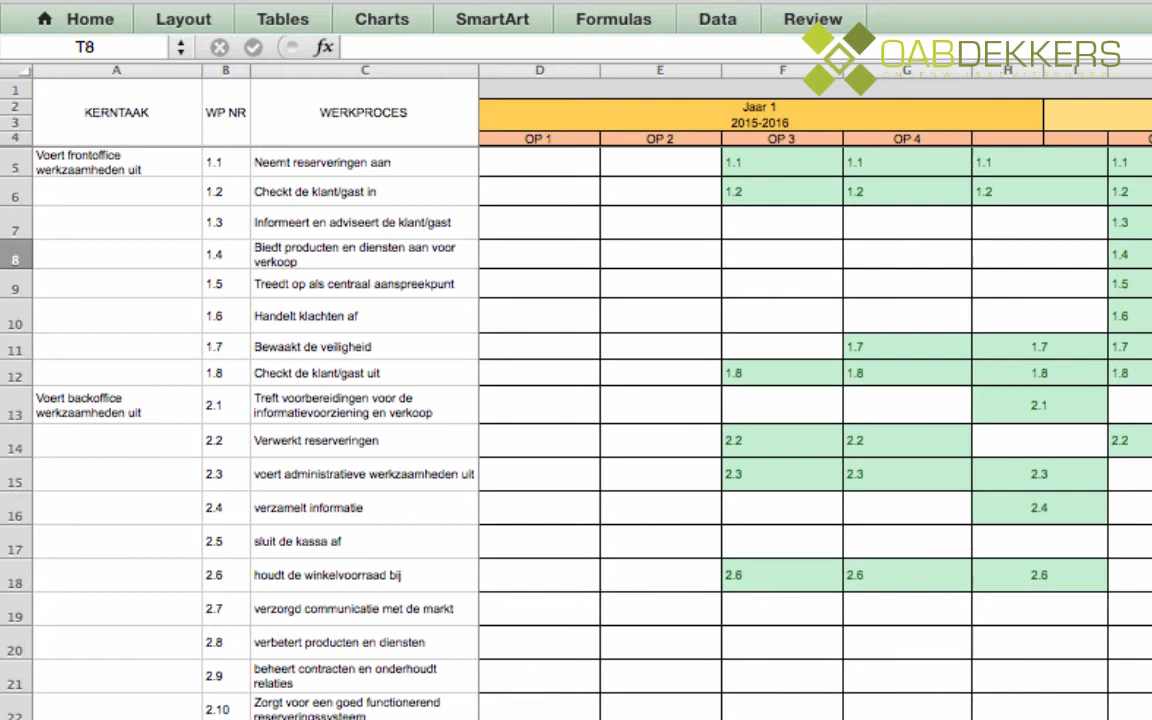 Home Layout Tables Charts SmartArt Formulas Data Review
T8 fx
OABDEKKERS
A B C D E F G H I
1
2 KERNTAAK WP NR WERKPROCES Jaar 1
3 2015-2016
4 OP 1 OP 2 OP 3 OP 4
5 Voert frontoffice werkzaamheden uit 1.1 Neemt reserveringen aan 1.1 1.1 1.1 1.1
6 1.2 Checkt de klant/gast in 1.2 1.2 1.2 1.2
7 1.3 Informeert en adviseert de klant/gast 1.3
8 1.4 Biedt producten en diensten aan voor verkoop 1.4
9 1.5 Treedt op als centraal aanspreekpunt 1.5
10 1.6 Handelt klachten af 1.6
11 1.7 Bewaakt de veiligheid 1.7 1.7 1.7
12 1.8 Checkt de klant/gast uit 1.8 1.8 1.8 1.8
13 Voert backoffice werkzaamheden uit 2.1 Treft voorbereidingen voor de informatievoorziening en verkoop 2.1
14 2.2 Verwerkt reserveringen 2.2 2.2 2.2
15 2.3 voert administratieve werkzaamheden uit 2.3 2.3 2.3
16 2.4 verzamelt informatie 2.4
17 2.5 sluit de kassa af
18 2.6 houdt de winkelvoorraad bij 2.6 2.6 2.6
19 2.7 verzorgd communicatie met de markt
20 2.8 verbetert producten en diensten
21 2.9 beheert contracten en onderhoudt relaties
22 2.10 Zorgt voor een goed functionerend reserveringssysteem